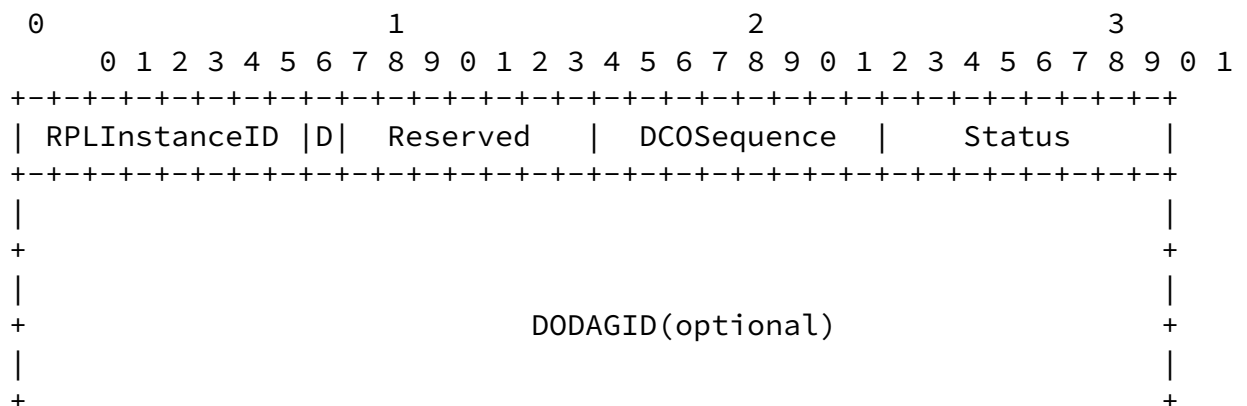 0                   1                   2                   3
    0 1 2 3 4 5 6 7 8 9 0 1 2 3 4 5 6 7 8 9 0 1 2 3 4 5 6 7 8 9 0 1
+-+-+-+-+-+-+-+-+-+-+-+-+-+-+-+-+-+-+-+-+-+-+-+-+-+-+-+-+-+-+-+-+
| RPLInstanceID |D|  Reserved   |  DCOSequence  |    Status     |
+-+-+-+-+-+-+-+-+-+-+-+-+-+-+-+-+-+-+-+-+-+-+-+-+-+-+-+-+-+-+-+-+
|                                                               |
+                                                               +
|                                                               |
+                            DODAGID(optional)                  +
|                                                               |
+                                                               +